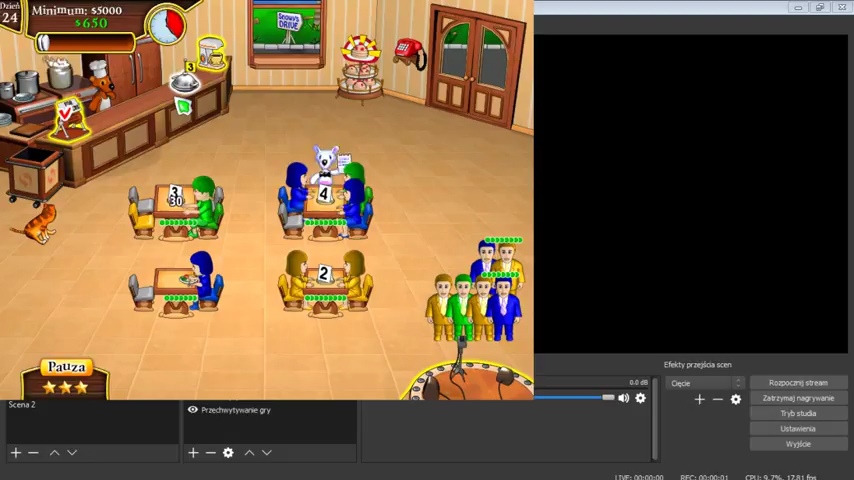 Dzień
24
Minimum: $5000
$650
Snowy's
DRIVE
3
3
30
4
2
Pauza
0.0 dB
Efekty przejścia scen
Cięcie
Rozpocznij stream
Zatrzymaj nagrywanie
Tryb studia
Ustawienia
Wyjście
Scena 2
Przechwytywanie gry
LIVE: 00:00:00
REC: 00:00:01
CPU: 9.7%, 17.81 fps